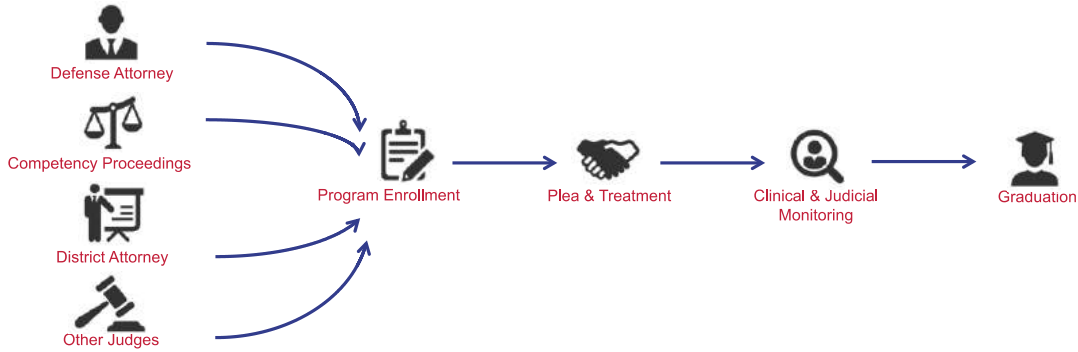 Defense Attorney
Competency Proceedings
District Attorney
Other Judges
Program Enrollment
Plea & Treatment
Clinical & Judicial
Monitoring
Graduation